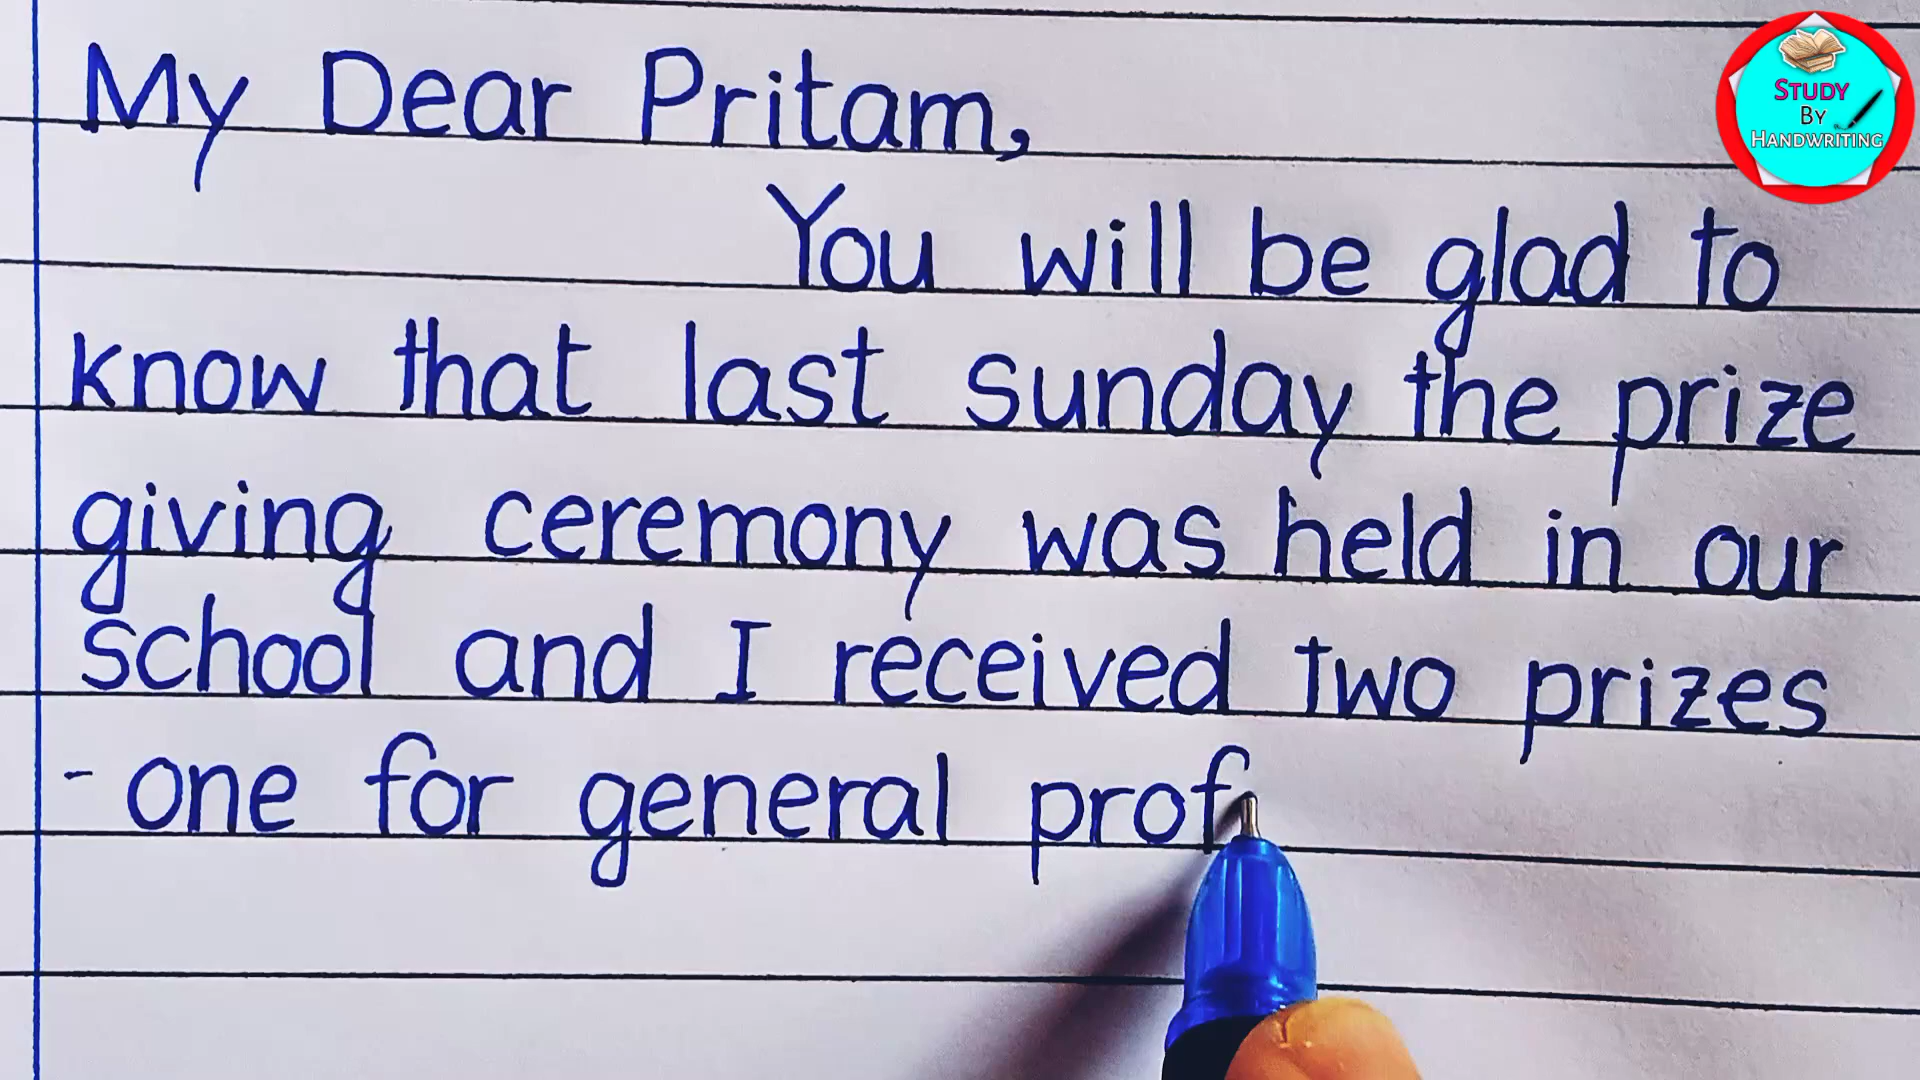 My Dear Pritam,
You will be glad to
know that last sunday the prize
giving ceremony was held in our
school and I received two prizes
- one for general prof
STUDY
BY
HANDWRITING